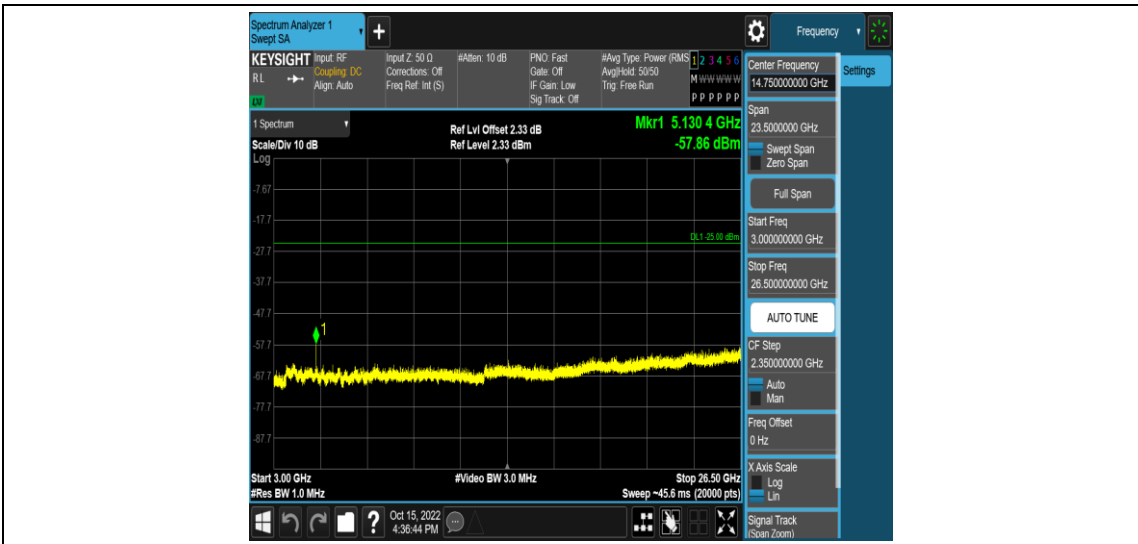 Spectrum Analyzer 1
Swept SA
+
Frequency
KEYSIGHT
RL
LXI
Input: RF
Coupling: DC
Align: Auto
Input Z: 50 Ω
Corrections: Off
Freq Ref: Int (S)
#Atten: 10 dB
PNO: Fast
Gate: Off
IF Gain: Low
Sig Track: Off
#Avg Type: Power (RMS
Avg|Hold: 50/50
Trig: Free Run
1 2 3 4 5 6
M W W W W W
P P P P P P
Center Frequency
14.750000000 GHz
Settings
Span
23.5000000 GHz
Swept Span
Zero Span
Full Span
Start Freq
3.000000000 GHz
Stop Freq
26.500000000 GHz
AUTO TUNE
CF Step
2.350000000 GHz
Auto
Man
Freq Offset
0 Hz
X Axis Scale
Log
Lin
Signal Track
(Span Zoom)
1 Spectrum
Scale/Div 10 dB
Log
Ref Lvl Offset 2.33 dB
Ref Level 2.33 dBm
Mkr1 5.130 4 GHz
-57.86 dBm
-7.67
-17.7
DL1 -25.00 dBm
-27.7
-37.7
-47.7
1
-57.7
-67.7
-77.7
-87.7
Start 3.00 GHz
#Res BW 1.0 MHz
#Video BW 3.0 MHz
Stop 26.50 GHz
Sweep ~45.6 ms (20000 pts)
?
Oct 15, 2022
4:36:44 PM